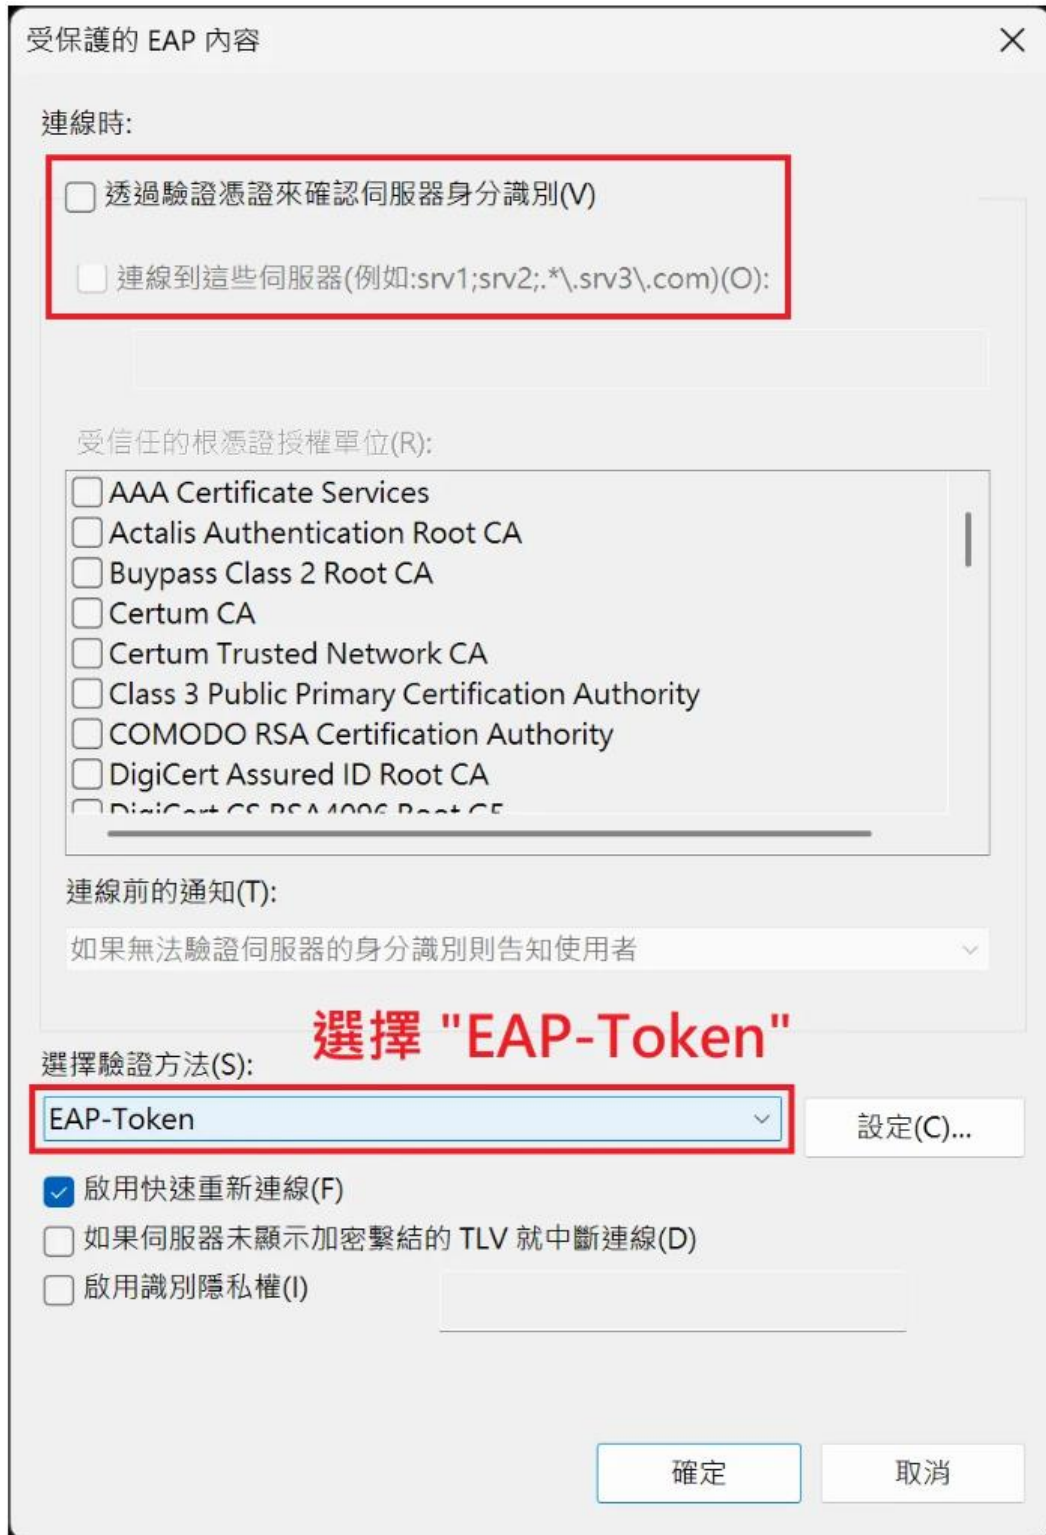 受保護的 EAP 內容
連線時:
透過驗證憑證來確認伺服器身分識別(V)
連線到這些伺服器(例如:srv1;srv2;.*\.srv3\.com)(O):
受信任的根憑證授權單位(R):
AAA Certificate Services
Actalis Authentication Root CA
Buypass Class 2 Root CA
Certum CA
Certum Trusted Network CA
Class 3 Public Primary Certification Authority
COMODO RSA Certification Authority
DigiCert Assured ID Root CA
DigiCert CS RSA4096 Root G5
連線前的通知(T):
如果無法驗證伺服器的身分識別則告知使用者
選擇 "EAP-Token"
選擇驗證方法(S):
EAP-Token
設定(C)...
啟用快速重新連線(F)
如果伺服器未顯示加密繫結的 TLV 就中斷連線(D)
啟用識別隱私權(I)
確定
取消